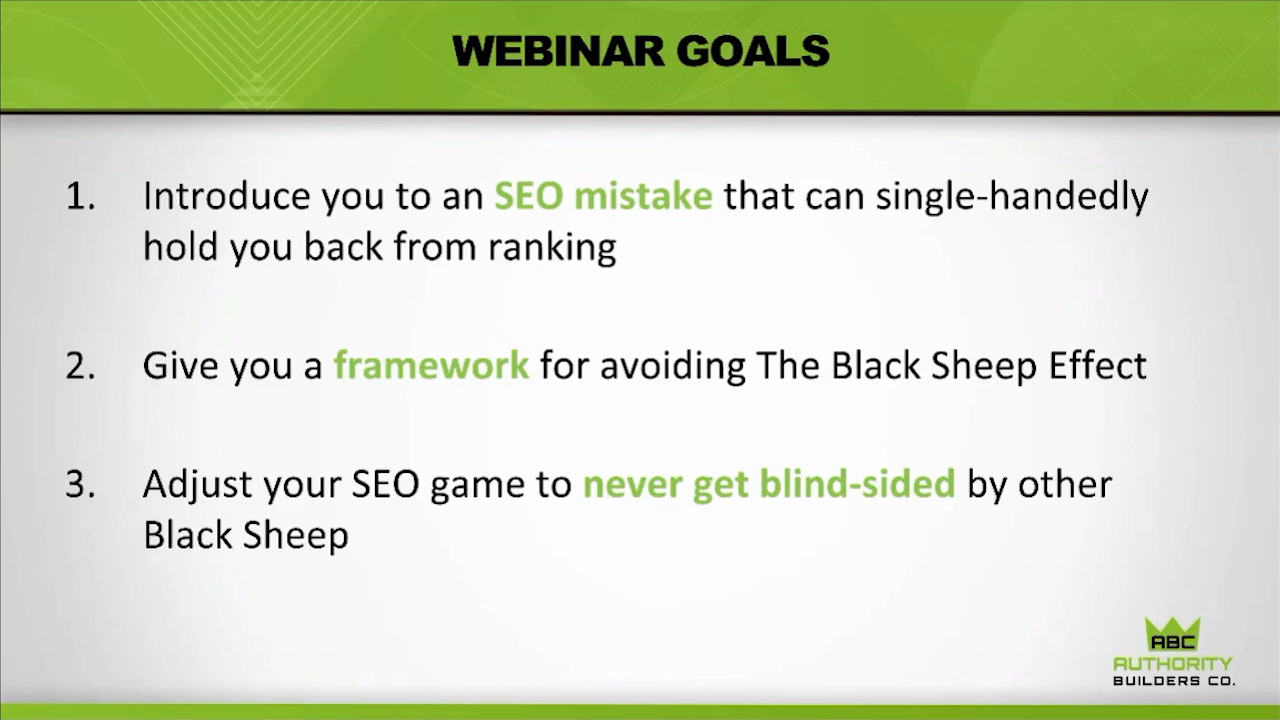 WEBINAR GOALS
1. Introduce you to an SEO mistake that can single-handedly
hold you back from ranking
2. Give you a framework for avoiding The Black Sheep Effect
3. Adjust your SEO game to never get blind-sided by other
Black Sheep
ABC
AUTHORITY
BUILDERS CO.